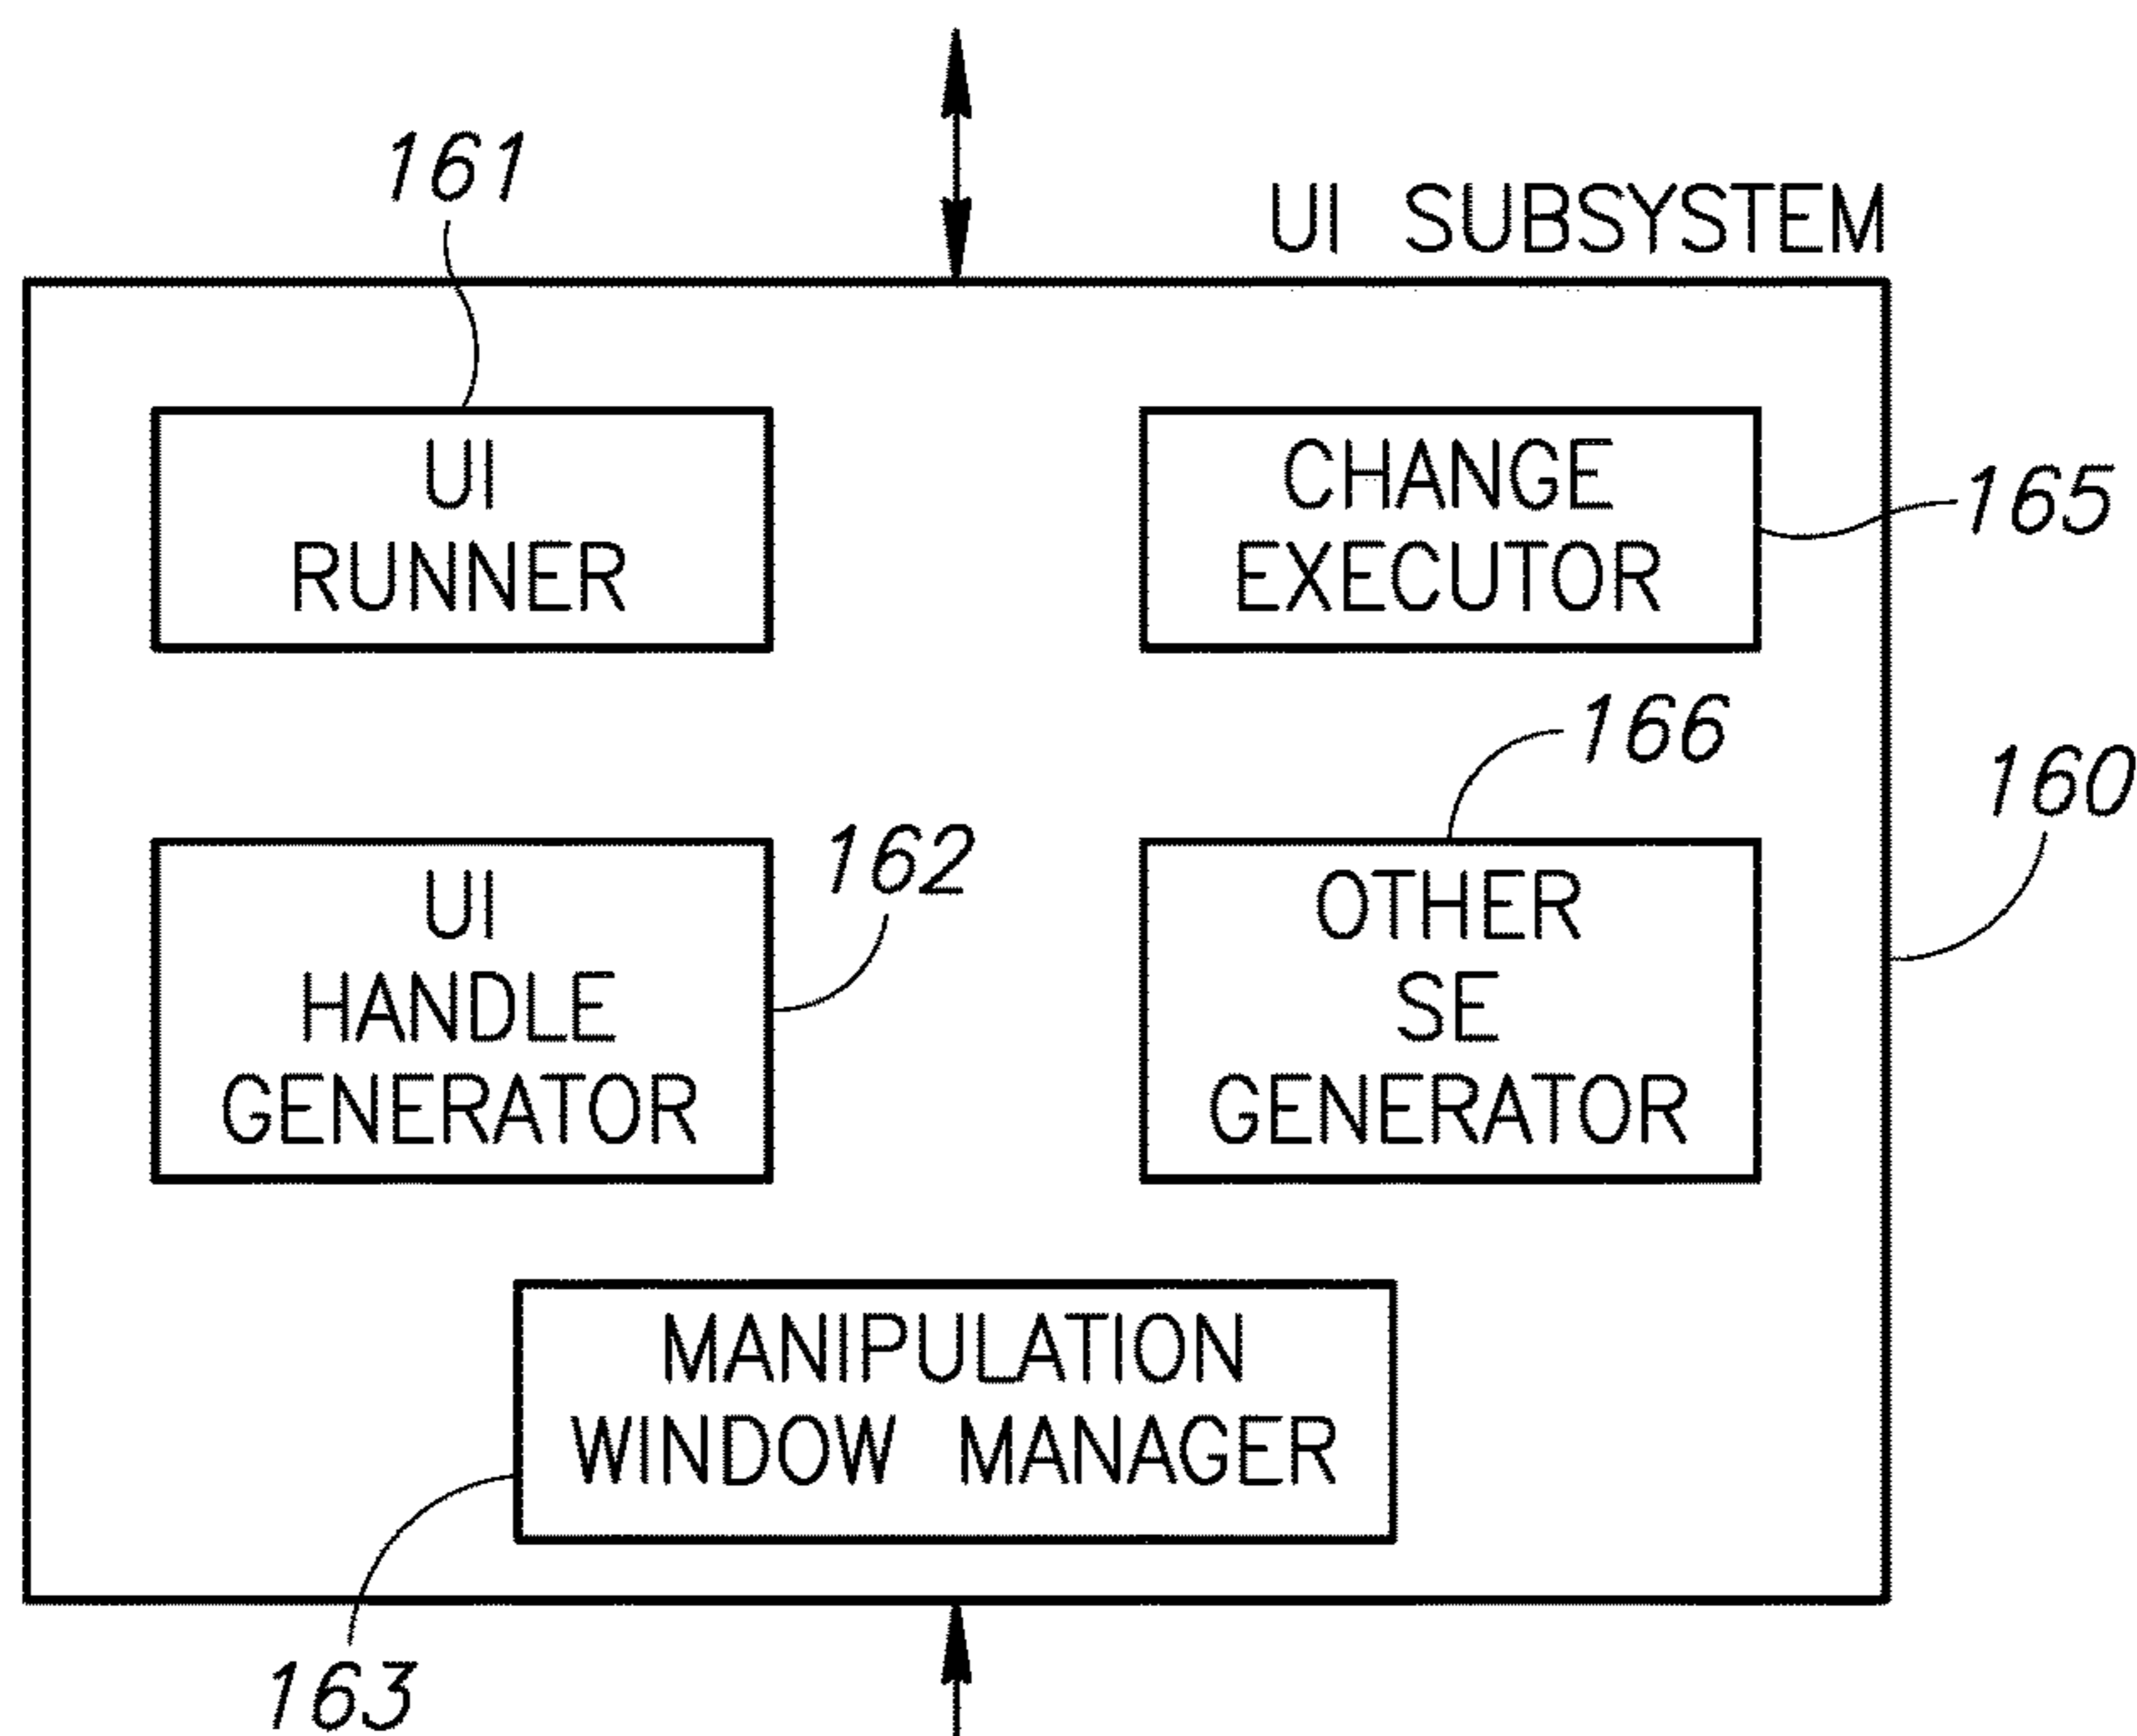 161
UI SUBSYSTEM
UI
RUNNER
CHANGE
EXECUTOR
165
166
160
UI
HANDLE
GENERATOR
162
OTHER
SE
GENERATOR
MANIPULATION
WINDOW MANAGER
163